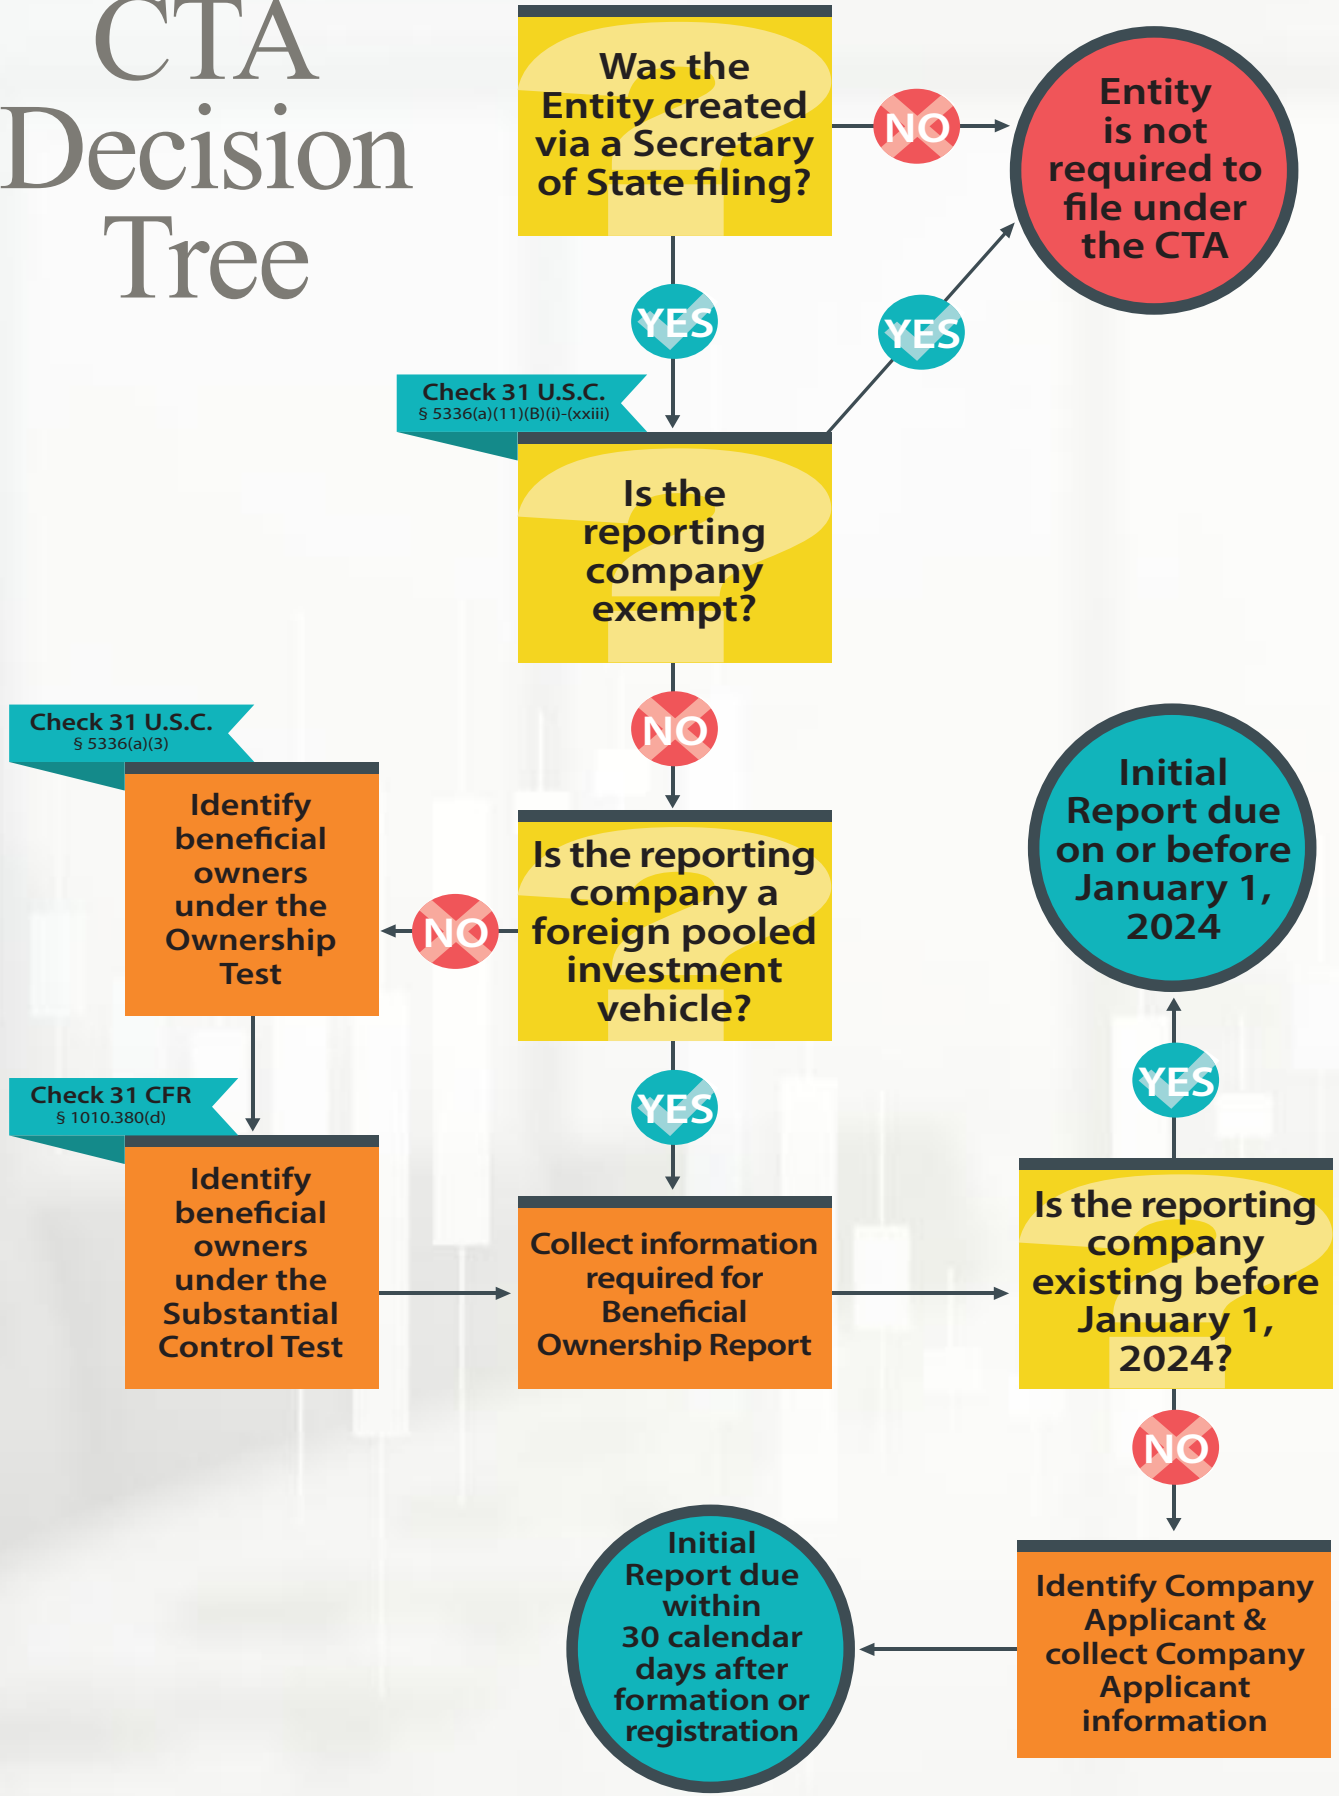 CTA
Decision
Tree
Was the
Entity created
via a Secretary
of State filing?
NO
Entity
is not
required to
file under
the CTA
YES
YES
Check 31 U.S.C.
§ 5336(a)(11)(B)(i)-(xxiii)
Is the
reporting
company
exempt?
NO
Check 31 U.S.C.
§ 5336(a)(3)
Identify
beneficial
owners
under the
Ownership
Test
NO
Is the reporting
company a
foreign pooled
investment
vehicle?
Initial
Report due
on or before
January 1,
2024
YES
YES
Check 31 CFR
§ 1010.380(d)
Identify
beneficial
owners
under the
Substantial
Control Test
Collect information
required for
Beneficial
Ownership Report
Is the reporting
company
existing before
January 1,
2024?
NO
Identify Company
Applicant &
collect Company
Applicant
information
Initial
Report due
within
30 calendar
days after
formation or
registration